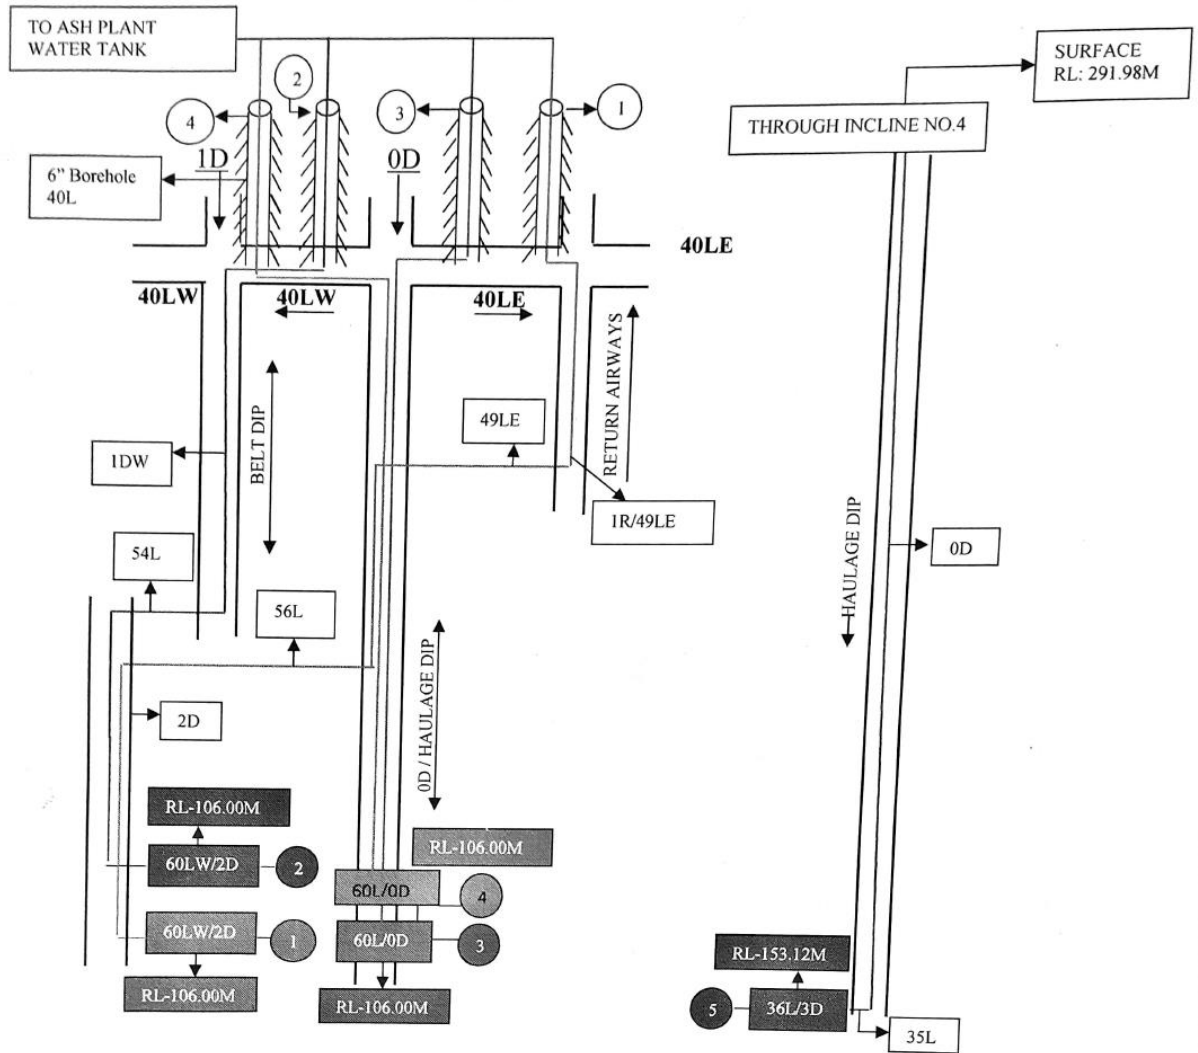 TO ASH PLANT
WATER TANK
SURFACE
RL: 291.98M
2
4
3
1
THROUGH INCLINE NO.4
1D
0D
6" Borehole
40L
40LE
40LW
40LW
40LE
RETURN AIRWAYS
BELT DIP
49LE
1DW
1R/49LE
HAULAGE DIP
0D
54L
56L
2D
0D / HAULAGE DIP
RL-106.00M
RL-106.00M
60LW/2D
2
60L/0D
4
60LW/2D
1
60L/0D
3
RL-106.00M
RL-106.00M
RL-153.12M
5
36L/3D
35L